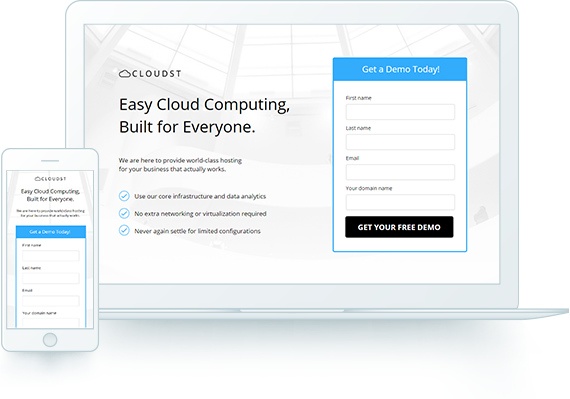 CLOUDST
Easy Cloud Computing,
Built for Everyone.
We are here to provide world-class hosting
for your business that actually works.
Use our core infrastructure and data analytics
No extra networking or virtualization required
Never again settle for limited configurations
Get a Demo Today!
First name
Last name
Email
Your domain name
GET YOUR FREE DEMO
CLOUDST
Easy Cloud Computing,
Built for Everyone.
We are here to provide world-class hosting
for your business that actually works.
Get a Demo Today!
First name
Last name
Email
Your domain name